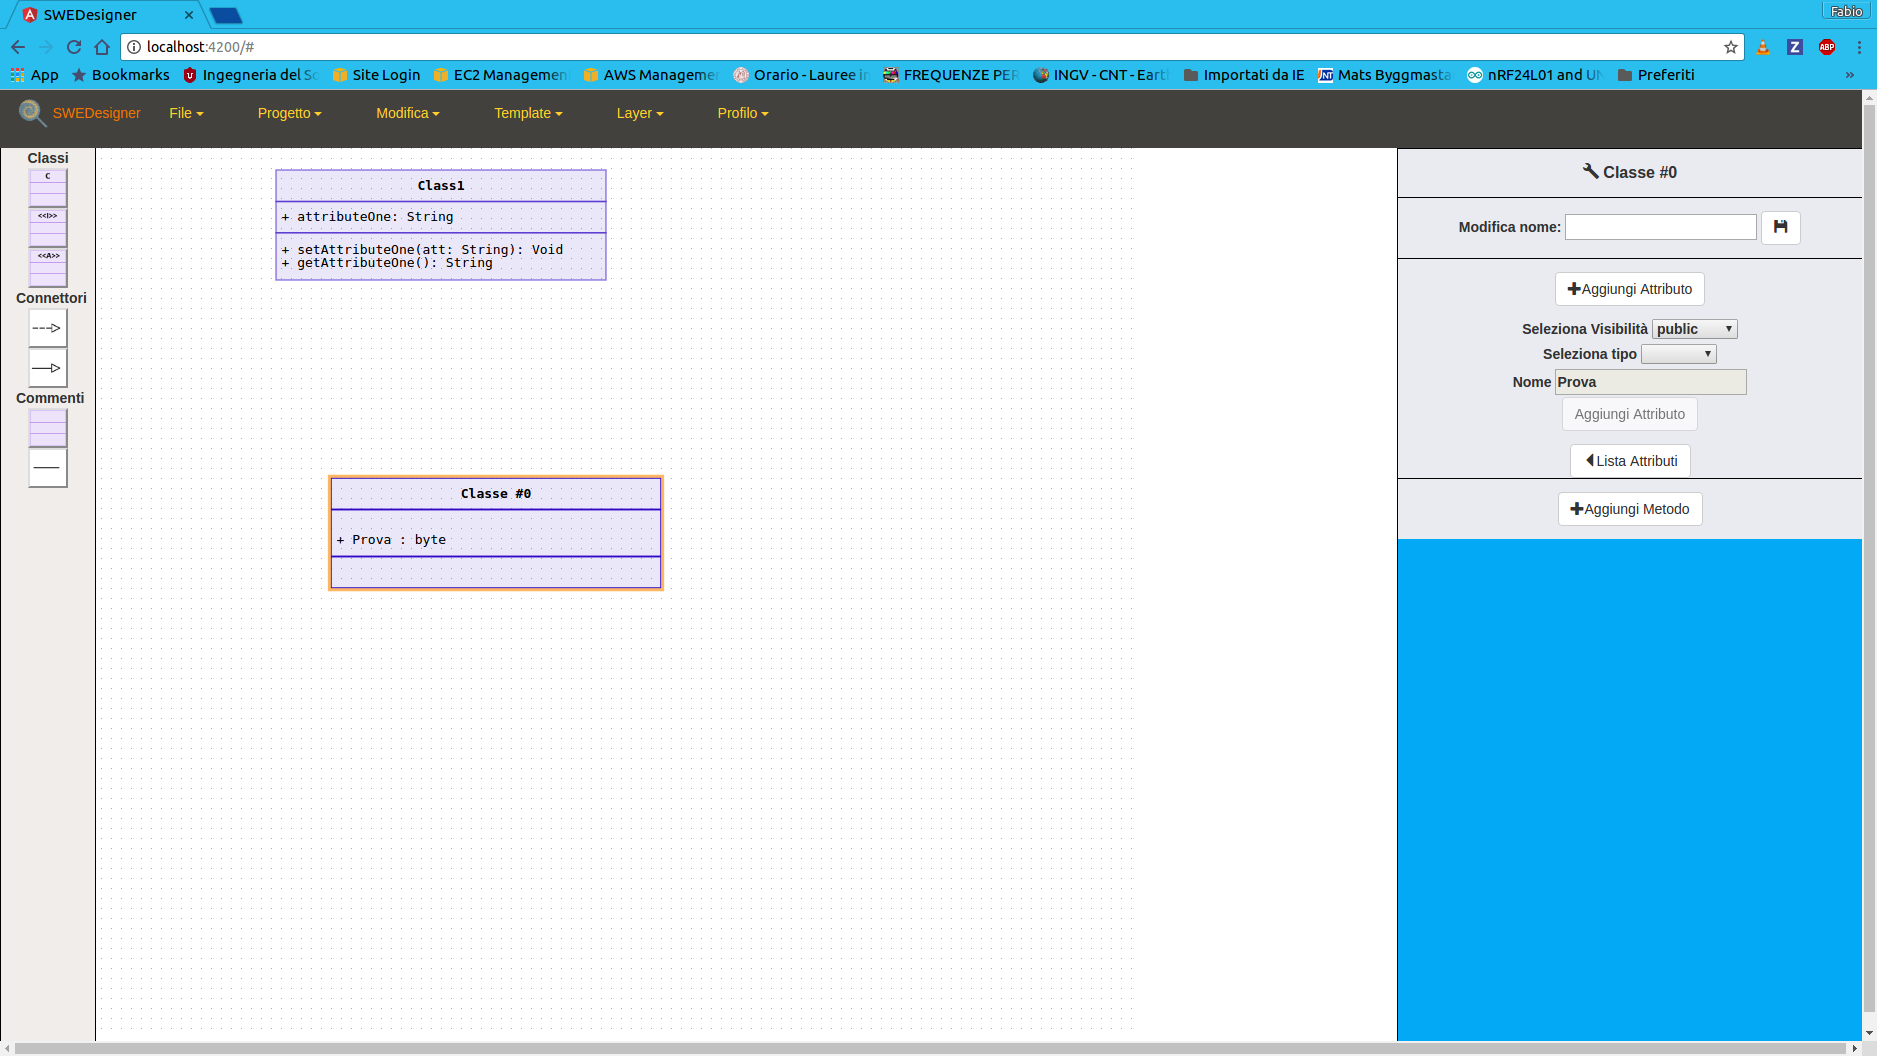 SWEDesigner
Fabio
localhost:4200/#
App Bookmarks Ingegneria del Sc Site Login EC2 Managemen AWS Managemer Orario - Lauree in FREQUENZE PER INGV - CNT - Eart Importati da IE Mats Byggmasta nRF24L01 and UN Preferiti »
SWEDesigner File Progetto Modifica Template Layer Profilo
Classi
C
<<I>>
<<A>>
Connettori
Commenti
Class1
+ attributeOne: String
+ setAttributeOne(att: String): Void
+ getAttributeOne(): String
Classe #0
+ Prova : byte
Classe #0
Modifica nome:
Aggiungi Attributo
Seleziona Visibilità public
Seleziona tipo
Nome Prova
Aggiungi Attributo
Lista Attributi
Aggiungi Metodo